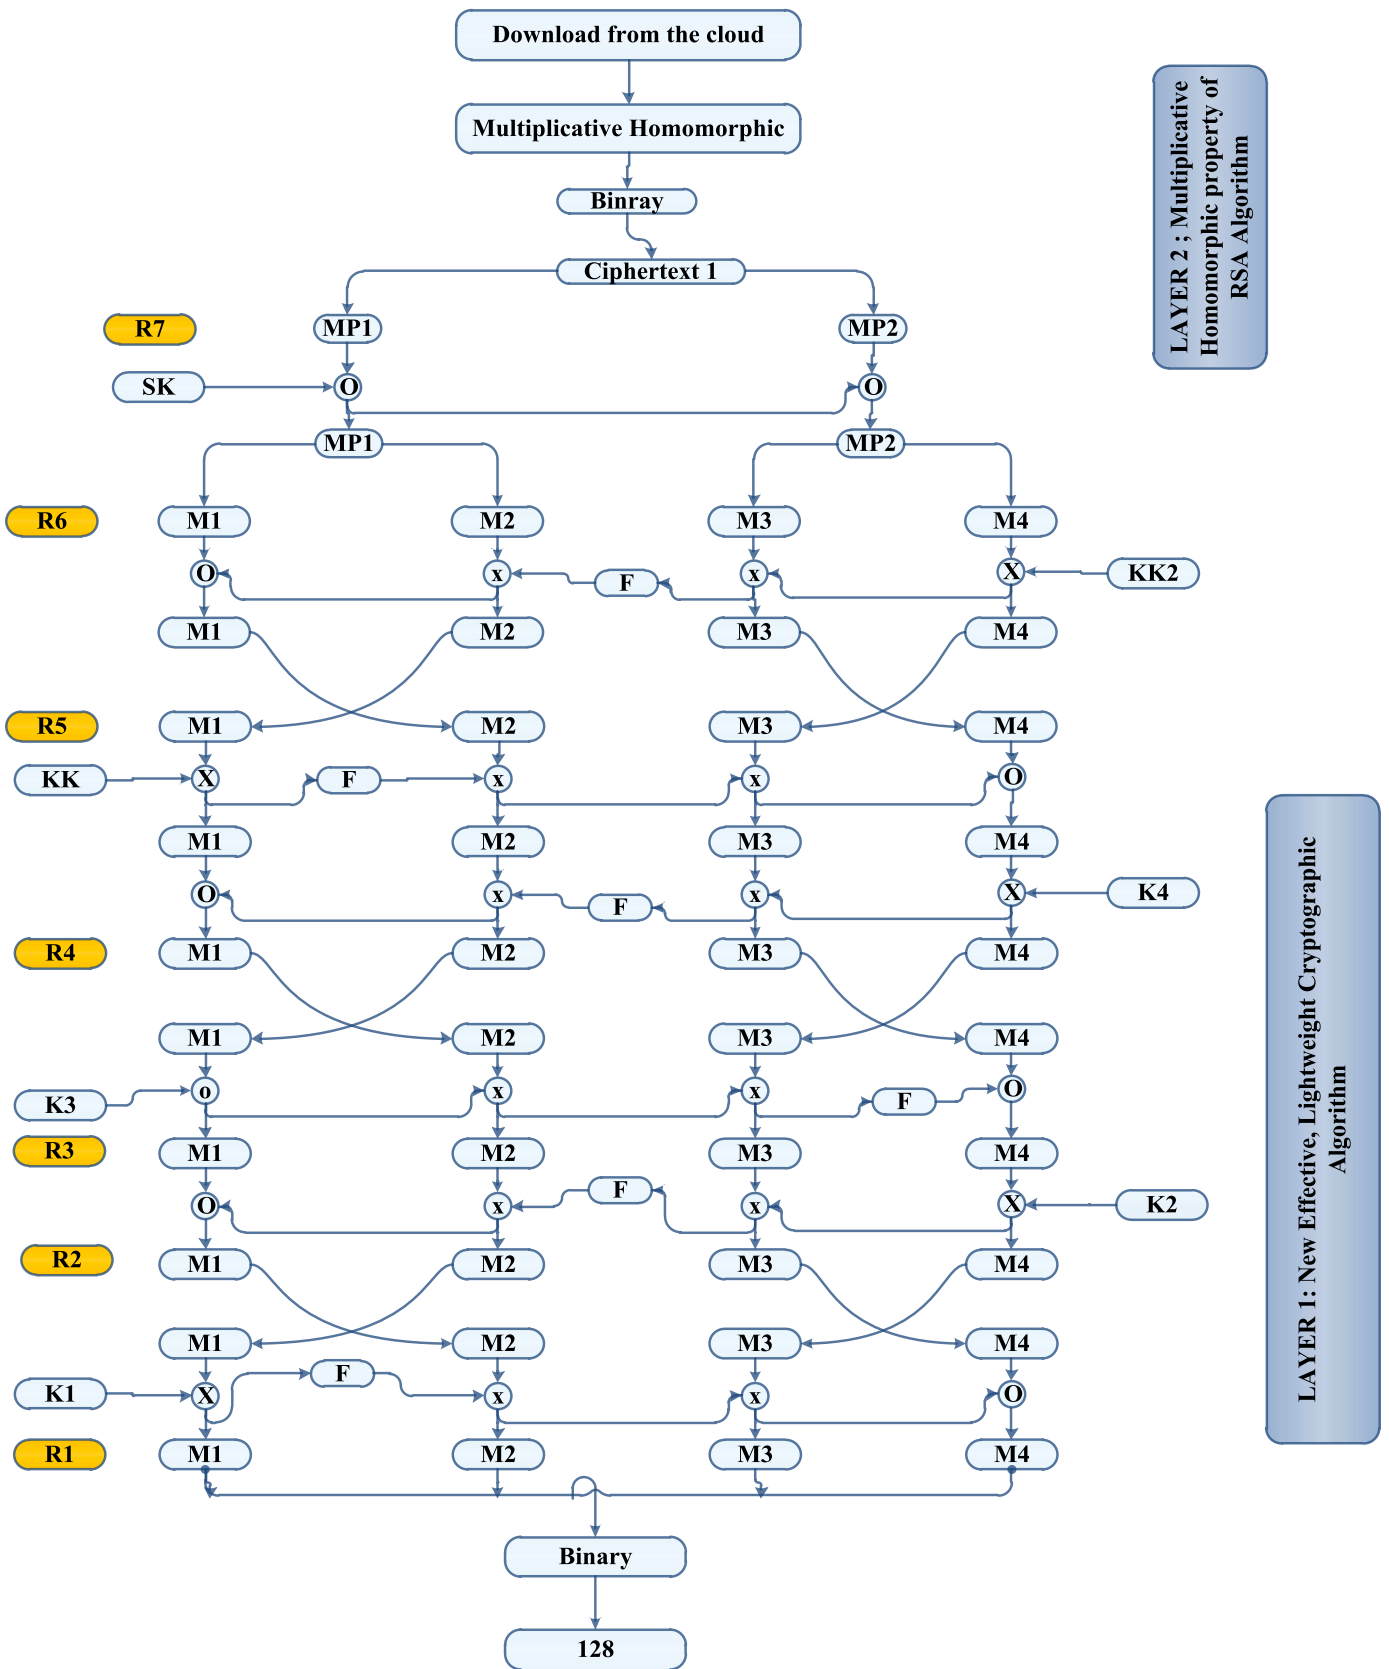 Download from the cloud
Multiplicative Homomorphic
Binray
Ciphertext 1
LAYER 2 ; Multiplicative
Homomorphic property of
RSA Algorithm
R7
MP1
MP2
SK
O
O
MP1
MP2
R6
M1
M2
M3
M4
O
x
F
x
X
KK2
M1
M2
M3
M4
R5
M1
M2
M3
M4
KK
X
F
x
x
O
M1
M2
M3
M4
O
x
F
x
X
K4
R4
M1
M2
M3
M4
M1
M2
M3
M4
K3
o
x
x
F
O
R3
M1
M2
M3
M4
O
x
F
x
X
K2
R2
M1
M2
M3
M4
M1
M2
M3
M4
K1
X
F
x
x
O
R1
M1
M2
M3
M4
LAYER 1: New Effective, Lightweight Cryptographic
Algorithm
Binary
128